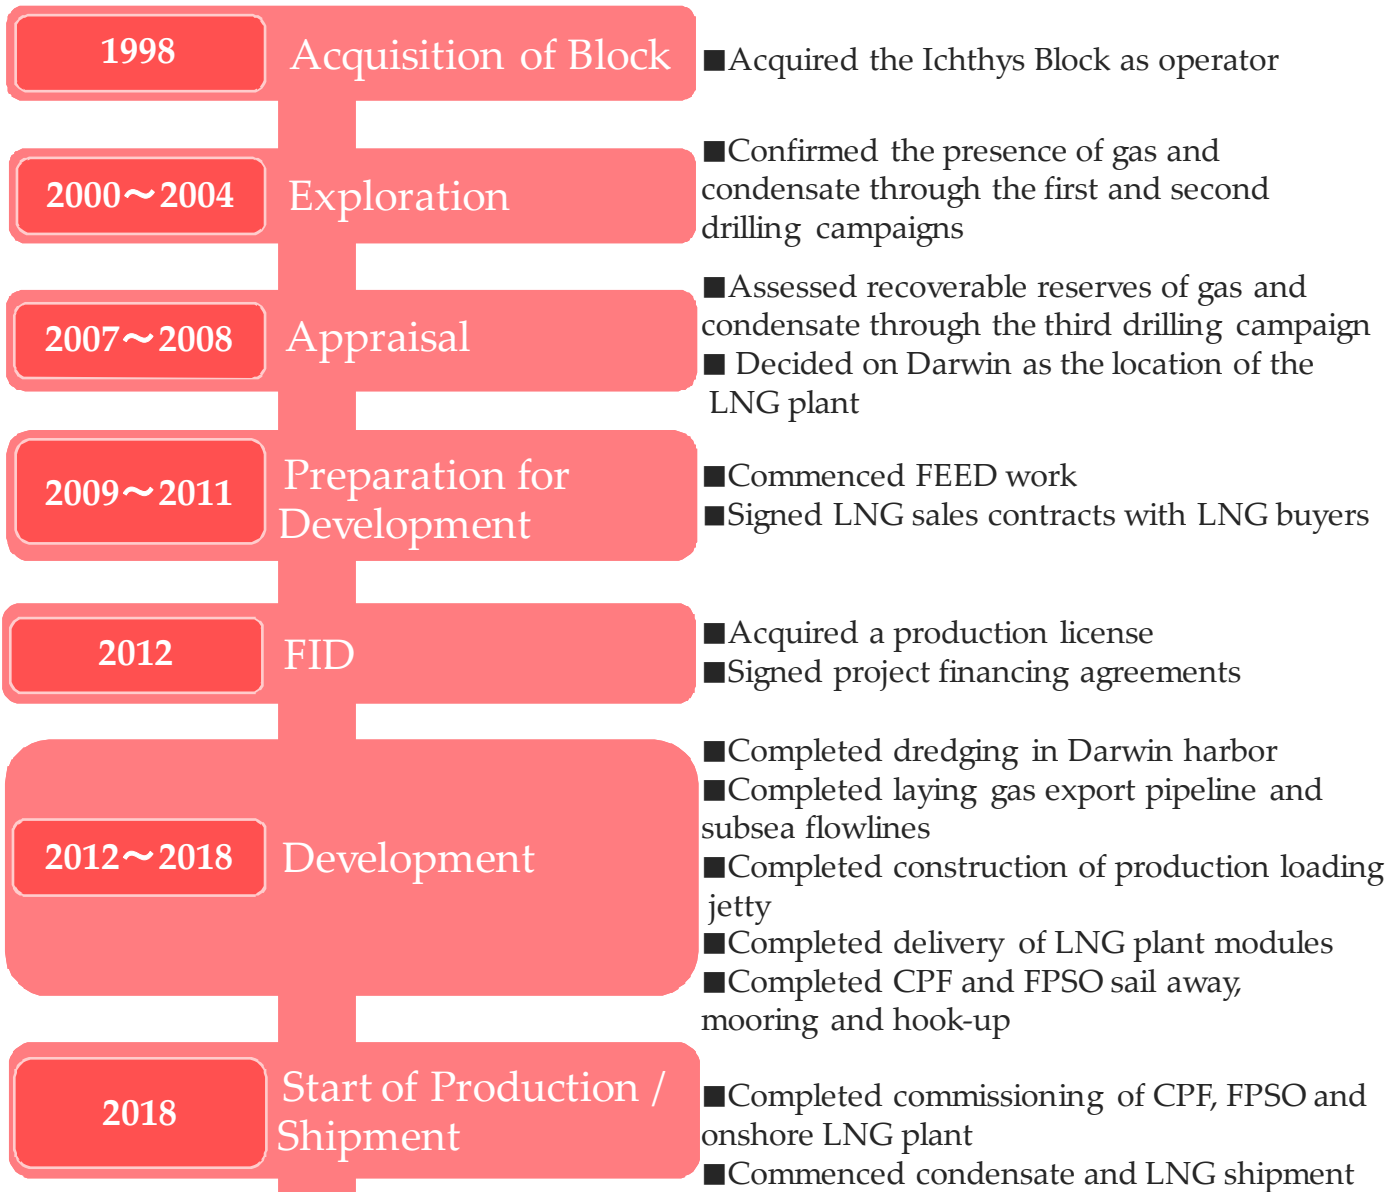 1998
Acquisition of Block
■Acquired the Ichthys Block as operator
2000～2004
Exploration
■Confirmed the presence of gas and
condensate through the first and second
drilling campaigns
2007～2008
Appraisal
■Assessed recoverable reserves of gas and
condensate through the third drilling campaign
■ Decided on Darwin as the location of the
LNG plant
2009～2011
Preparation for
Development
■Commenced FEED work
■Signed LNG sales contracts with LNG buyers
2012
FID
■Acquired a production license
■Signed project financing agreements
2012～2018
Development
■Completed dredging in Darwin harbor
■Completed laying gas export pipeline and
subsea flowlines
■Completed construction of production loading
jetty
■Completed delivery of LNG plant modules
■Completed CPF and FPSO sail away,
mooring and hook-up
2018
Start of Production /
Shipment
■Completed commissioning of CPF, FPSO and
onshore LNG plant
■Commenced condensate and LNG shipment